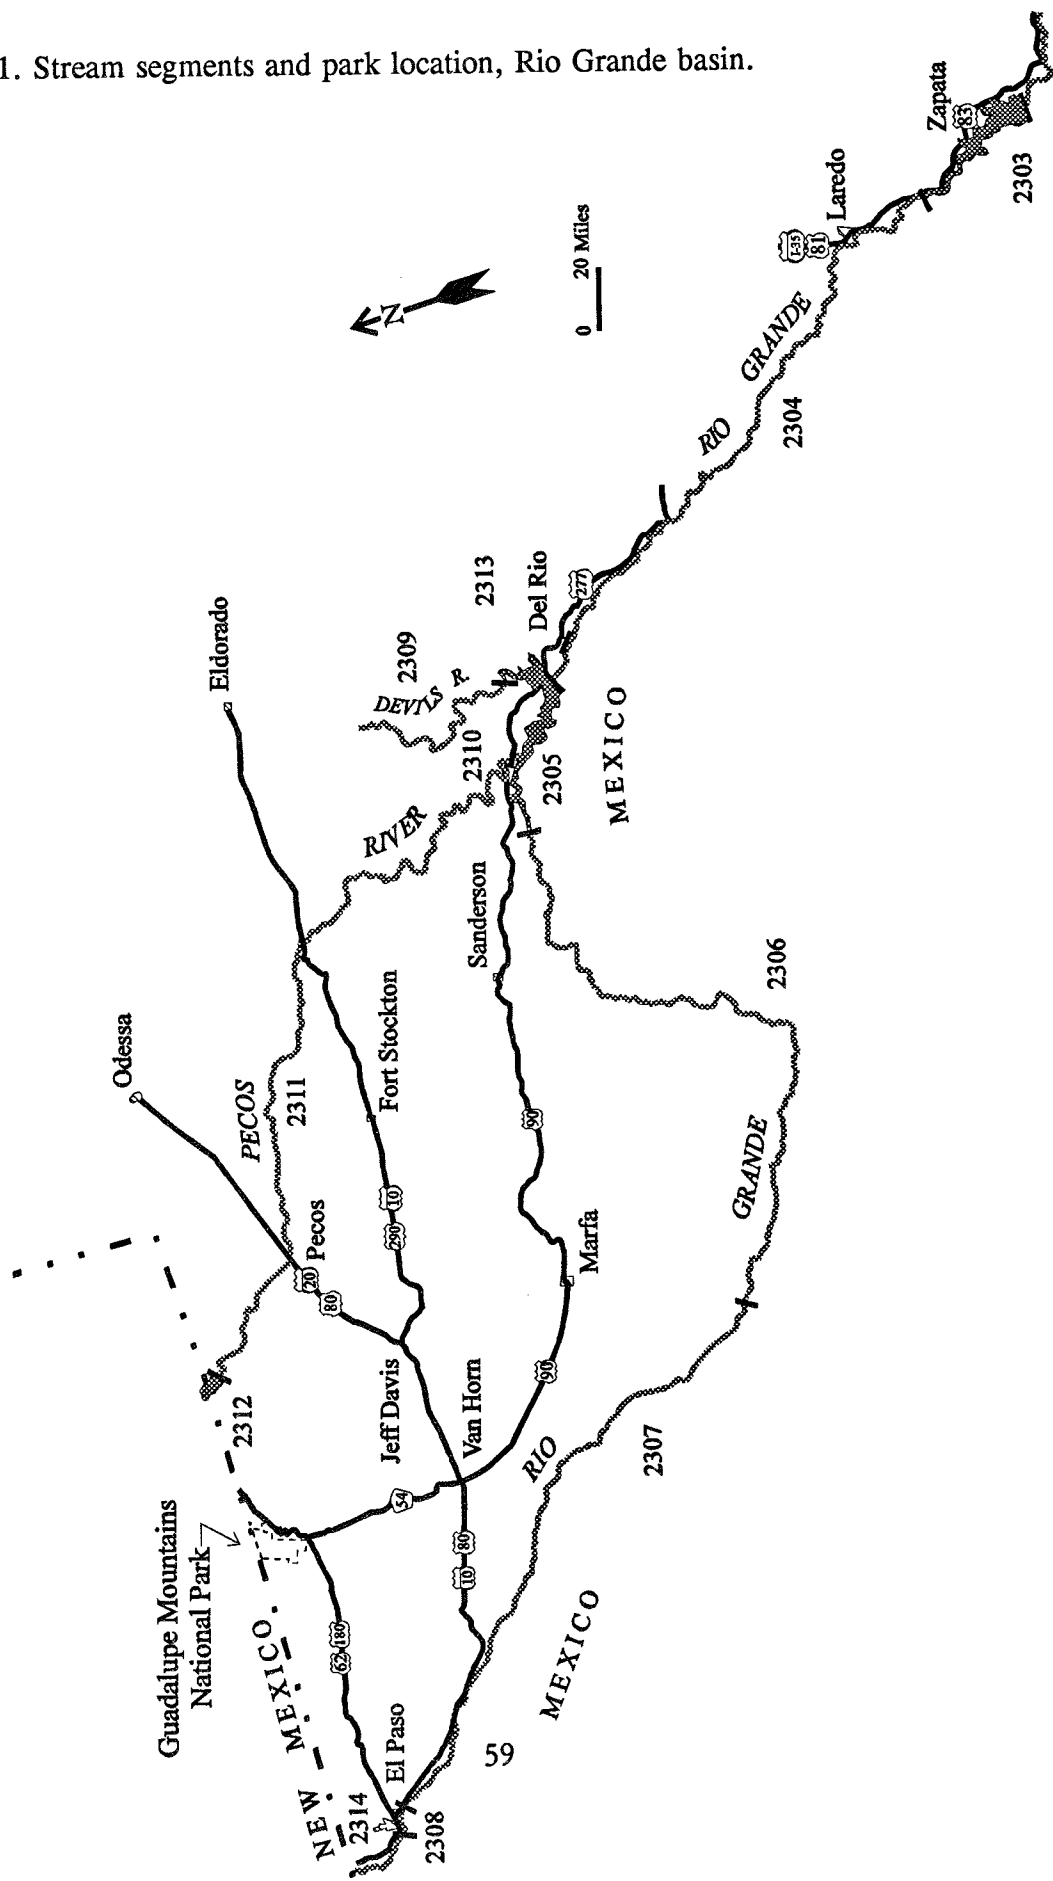 1. Stream segments and park location, Rio Grande basin.
Zapata
83
2303
Laredo
I-35
81
N
0 20 Miles
RIO GRANDE
2304
Eldorado
2313
Del Rio
277
2309
DEVILS R.
2310
2305
MEXICO
RIVER
Sanderson
2306
Odessa
PECOS
2311
Fort Stockton
10
290
90
GRANDE
Pecos
20
80
Marfa
90
Jeff Davis
Van Horn
2312
54
RIO
2307
Guadalupe Mountains
National Park
80
10
MEXICO
NEW MEXICO
180
62
El Paso
59
2314
2308